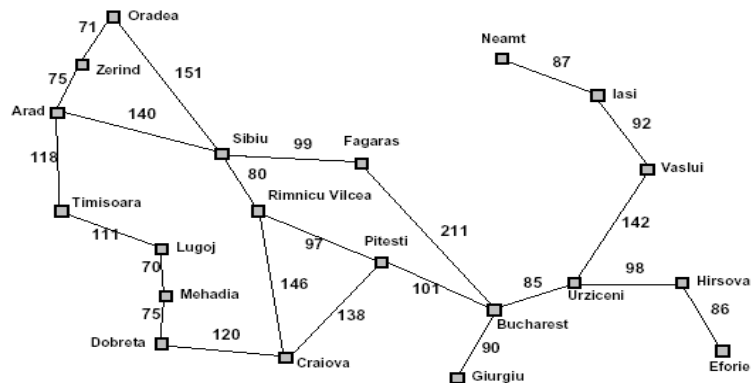 Oradea
71
Neamt
87
Zerind
75
151
Iasi
Arad
140
92
Sibiu
99
Fagaras
118
80
Vaslui
Rimnicu Vilcea
Timisoara
142
111
211
Lugoj
97
Pitesti
70
98
Hirsova
146
85
101
Mehadia
Urziceni
86
75
138
Bucharest
120
Dobreta
90
Eforie
Craiova
Giurgiu